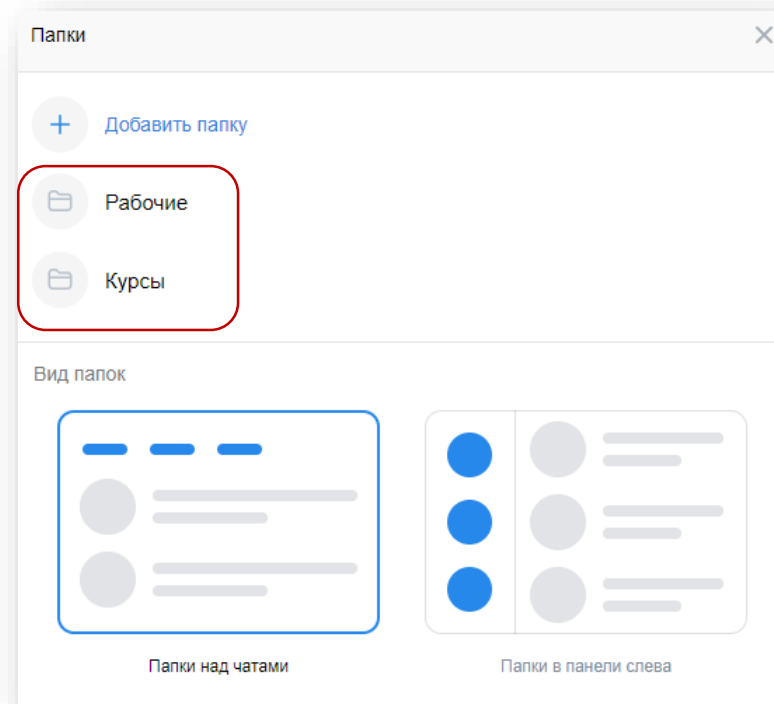 Папки
Добавить папку
Рабочие
Курсы
Вид папок
Папки над чатами
Папки в панели слева